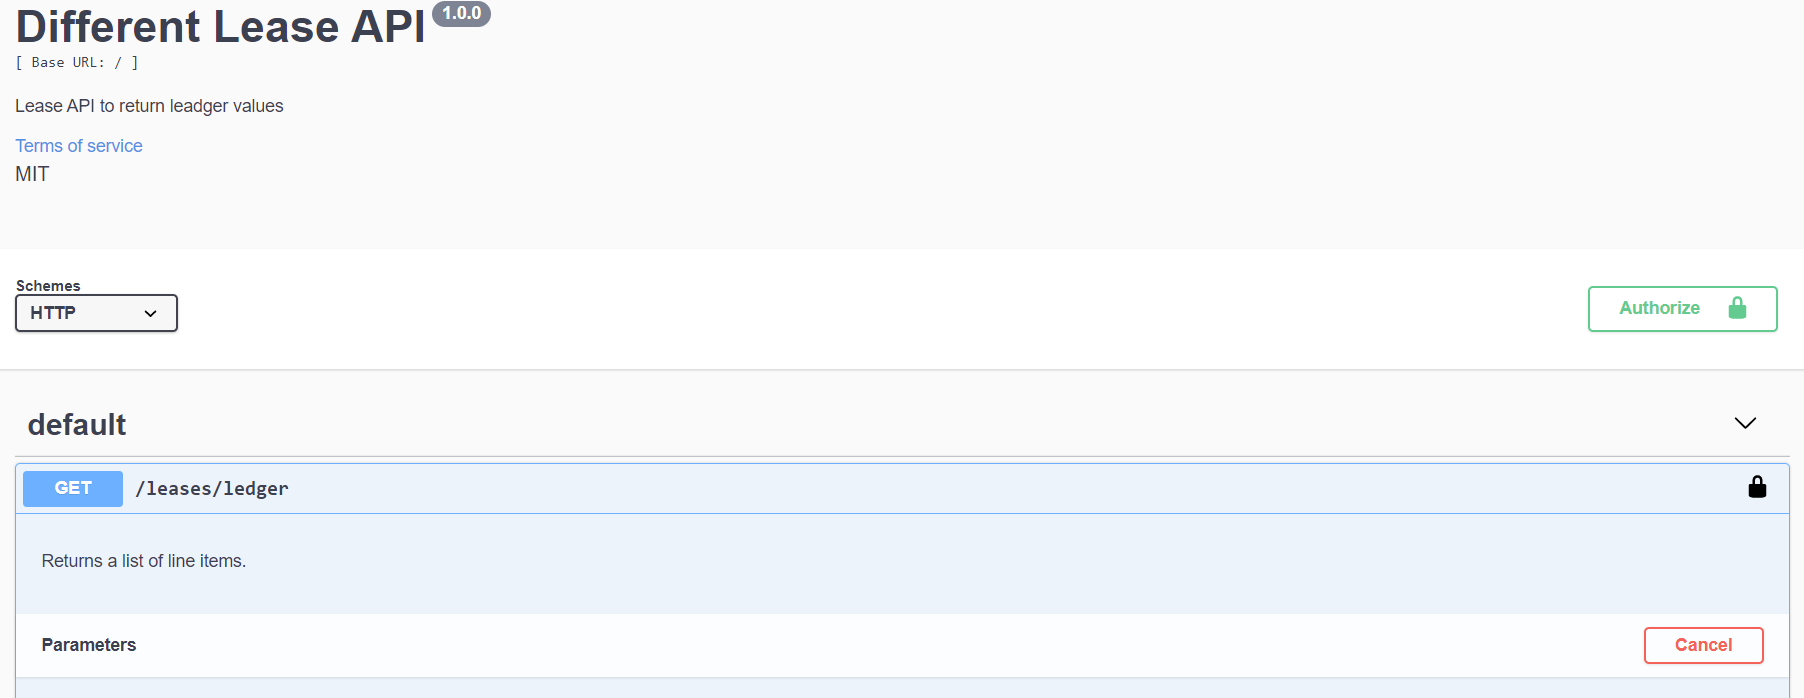 Different Lease API 1.0.0
[ Base URL: / ]
Lease API to return leadger values
Terms of service
MIT
Schemes
HTTP
Authorize
default
GET /leases/ledger
Returns a list of line items.
Parameters
Cancel